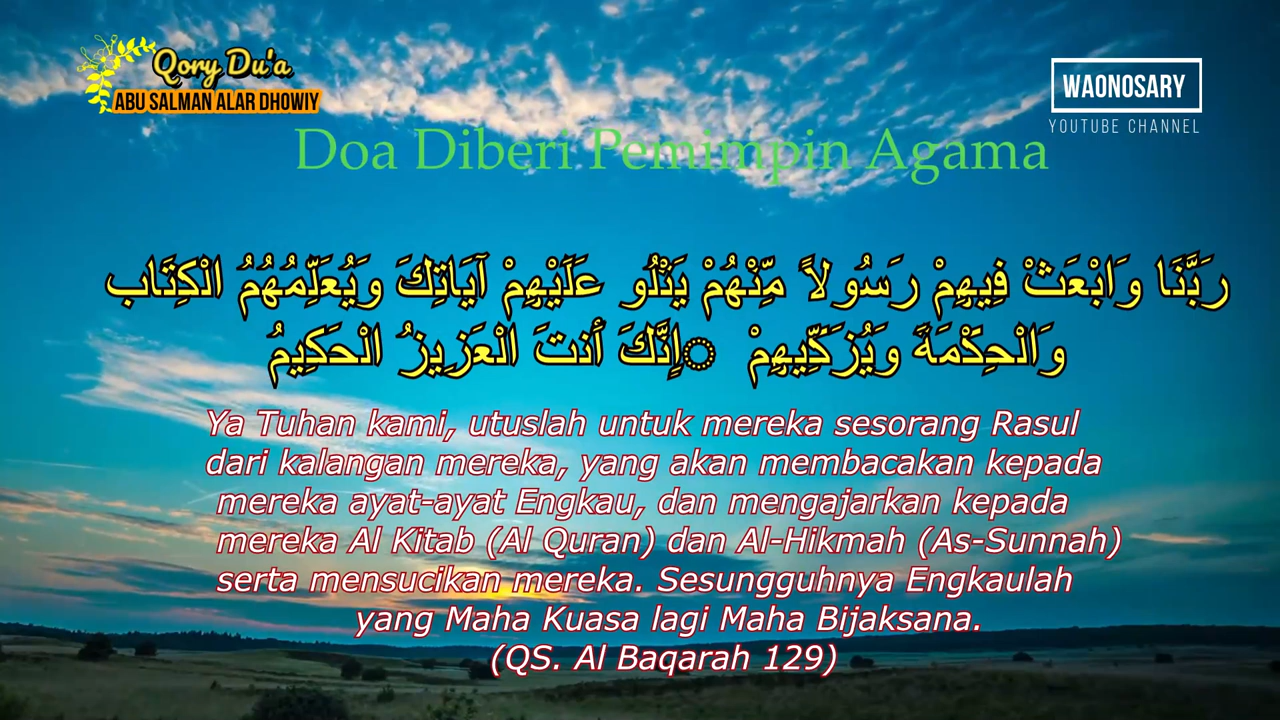 Qory Du'a
ABU SALMAN ALAR DHOWIY
WAONOSARY
YOUTUBE CHANNEL
Doa Diberi Pemimpin Agama
رَبَّنَا وَابْعَثْ فِيهِمْ رَسُولاً مِّنْهُمْ يَتْلُو عَلَيْهِمْ آيَاتِكَ وَيُعَلِّمُهُمُ الْكِتَاب
وَالْحِكْمَةَ وَيُزَكِّيهِمْ ۚ إِنَّكَ أَنتَ الْعَزِيزُ الْحَكِيمُ
Ya Tuhan kami, utuslah untuk mereka sesorang Rasul
dari kalangan mereka, yang akan membacakan kepada
mereka ayat-ayat Engkau, dan mengajarkan kepada
mereka Al Kitab (Al Quran) dan Al-Hikmah (As-Sunnah)
serta mensucikan mereka. Sesungguhnya Engkaulah
yang Maha Kuasa lagi Maha Bijaksana.
(QS. Al Baqarah 129)